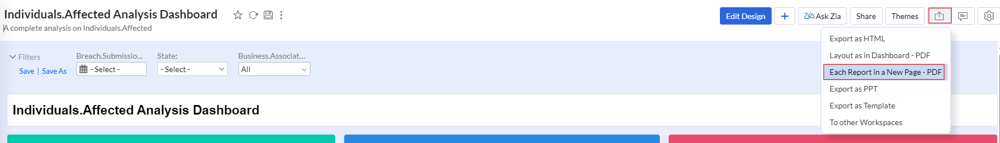 Individuals.Affected Analysis Dashboard
A complete analysis on Individuals.Affected
Edit Design
+
Ask Zia
Share
Themes
Export as HTML
Layout as in Dashboard - PDF
Each Report in a New Page - PDF
Export as PPT
Export as Template
To other Workspaces
Filters
Save | Save As
Breach.Submissio...
- Select -
State:
- Select -
Business.Associat...
All
Individuals.Affected Analysis Dashboard